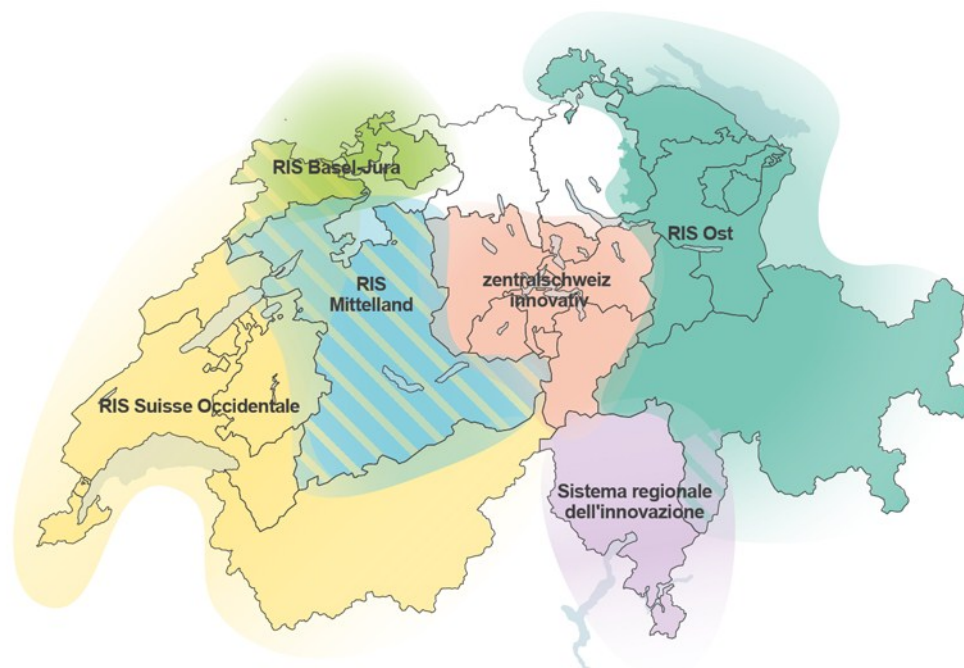 RIS Basel-Jura
RIS Ost
zentralschweiz
innovativ
RIS
Mittelland
RIS Suisse Occidentale
Sistema regionale
dell'innovazione